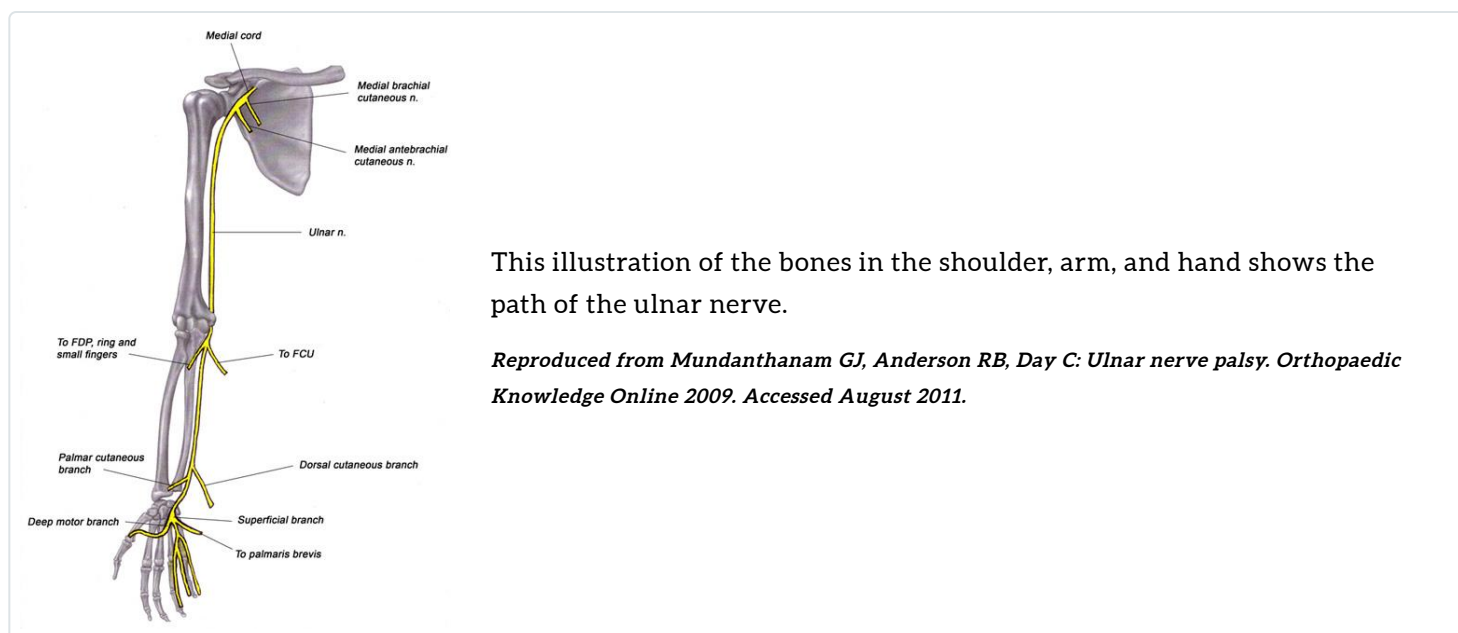 Medial cord
Medial brachial
cutaneous n.
Medial antebrachial
cutaneous n.
Ulnar n.
To FDP, ring and
small fingers
To FCU
Palmar cutaneous
branch
Dorsal cutaneous branch
Deep motor branch
Superficial branch
To palmaris brevis
This illustration of the bones in the shoulder, arm, and hand shows the
path of the ulnar nerve.
Reproduced from Mundanthanam GJ, Anderson RB, Day C: Ulnar nerve palsy. Orthopaedic
Knowledge Online 2009. Accessed August 2011.